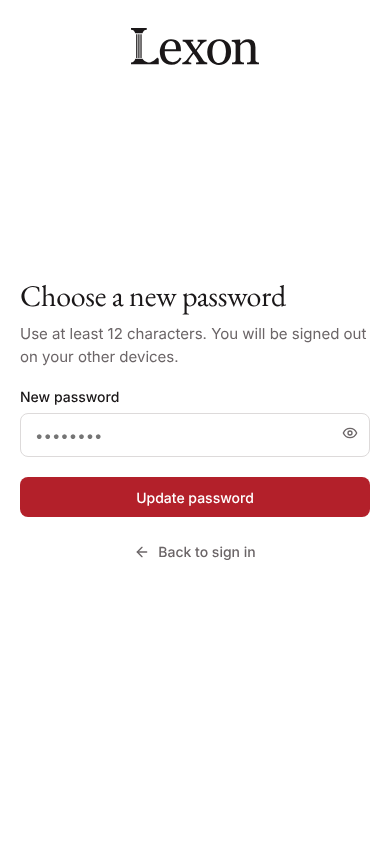 Lexon
Choose a new password
Use at least 12 characters. You will be signed out
on your other devices.
New password
••••••••
Update password
← Back to sign in